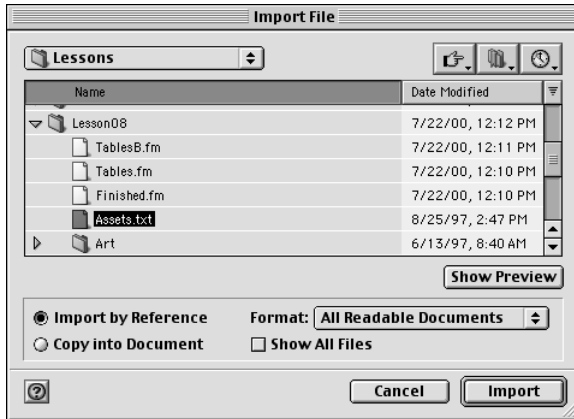 Import File
Lessons
Name Date Modified
Lesson08 7/22/00, 12:12 PM
TablesB.fm 7/22/00, 12:11 PM
Tables.fm 7/22/00, 12:10 PM
Finished.fm 7/22/00, 12:10 PM
Assets.txt 8/25/97, 2:47 PM
Art 6/13/97, 8:40 AM
Show Preview
Import by Reference Format: All Readable Documents
Copy into Document Show All Files
? Cancel Import